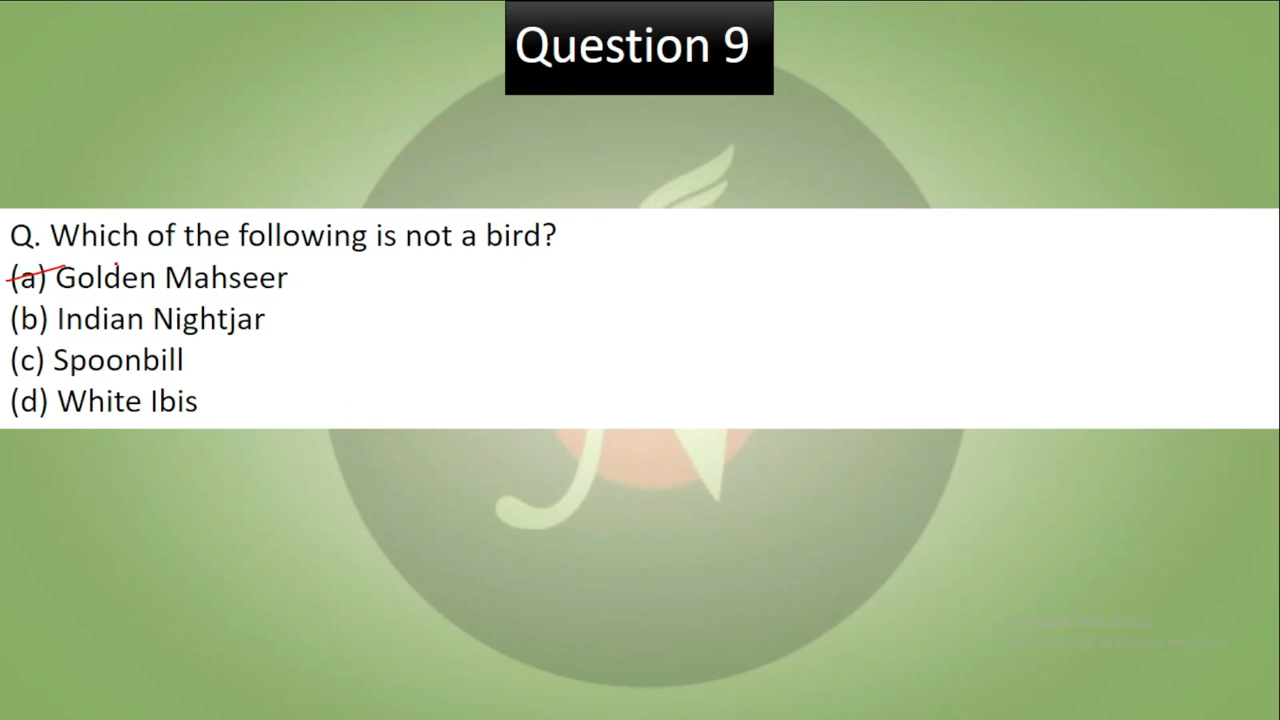 Question 9
Q. Which of the following is not a bird?
(a) Golden Mahseer
(b) Indian Nightjar
(c) Spoonbill
(d) White Ibis